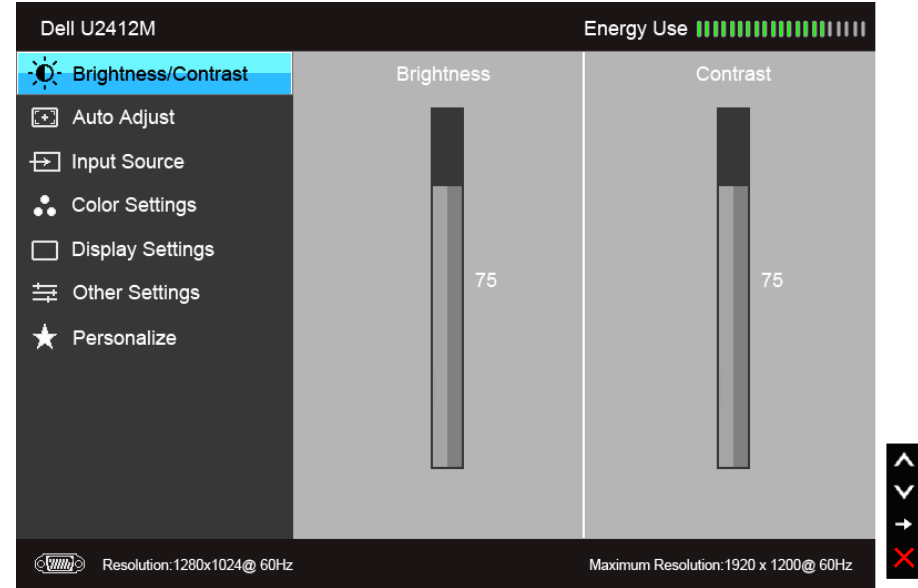 Dell U2412M
Energy Use
Brightness/Contrast
Auto Adjust
Input Source
Color Settings
Display Settings
Other Settings
Personalize
Brightness
Contrast
75
75
Resolution:1280x1024@ 60Hz
Maximum Resolution:1920 x 1200@ 60Hz